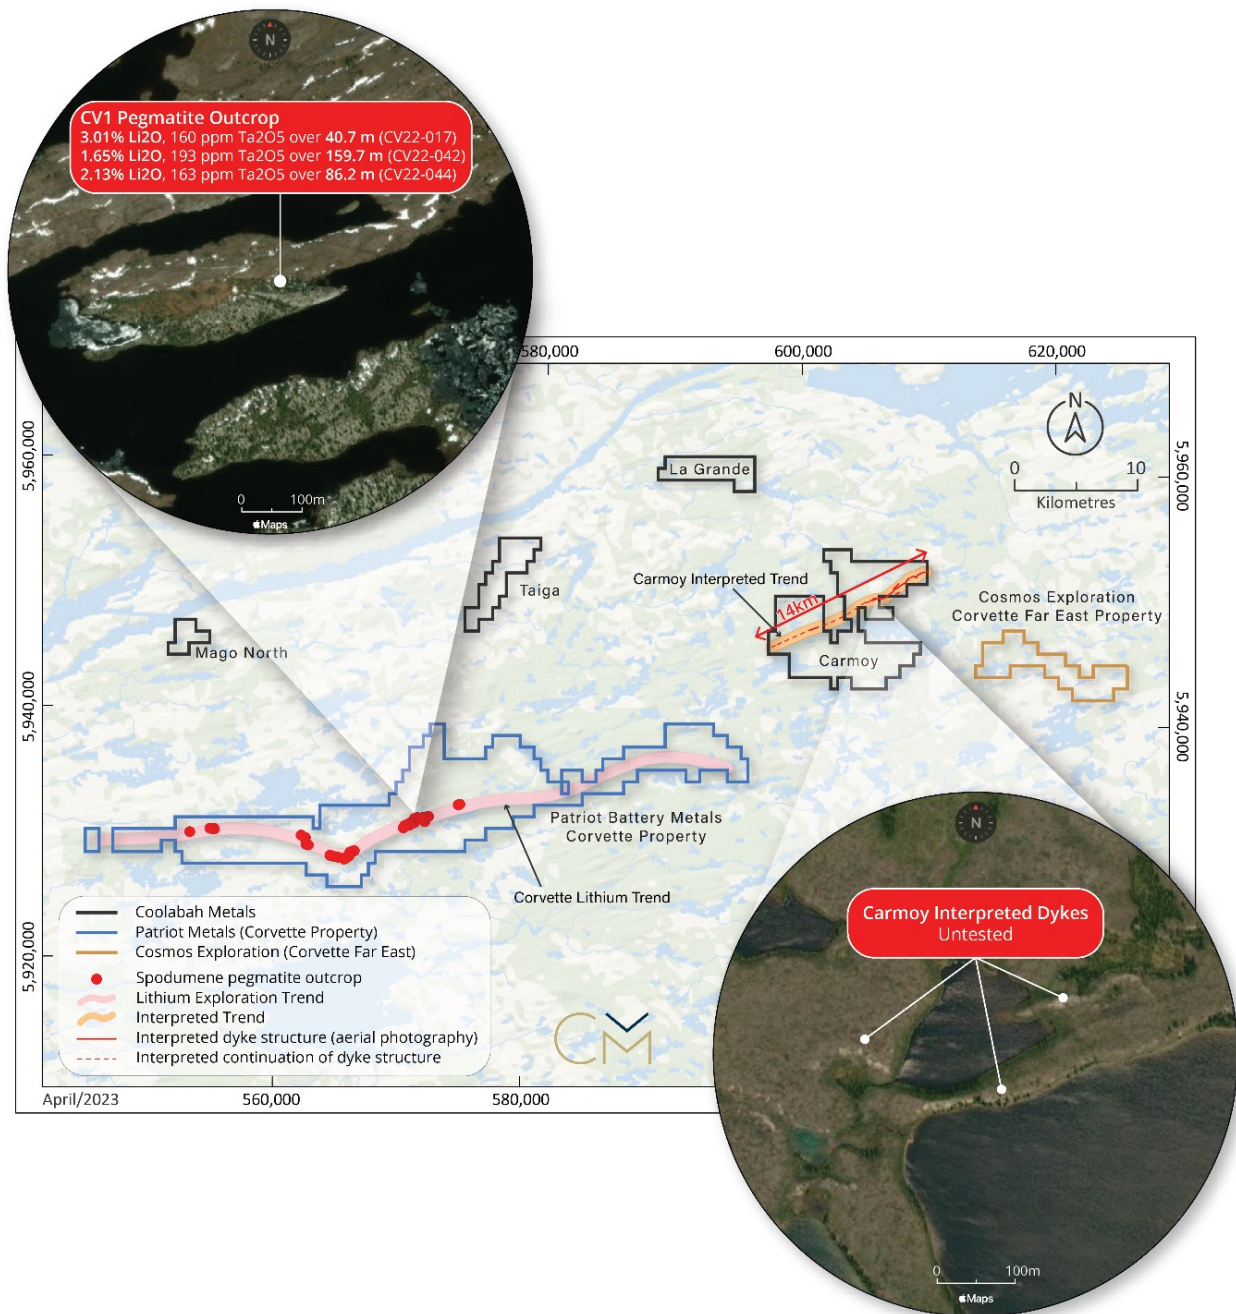 N
CV1 Pegmatite Outcrop
3.01% Li2O, 160 ppm Ta2O5 over 40.7 m (CV22-017)
1.65% Li2O, 193 ppm Ta2O5 over 159.7 m (CV22-042)
2.13% Li2O, 163 ppm Ta2O5 over 86.2 m (CV22-044)
0 100m
Maps
580,000 600,000 620,000
5,960,000
5,940,000
5,920,000
5,960,000
5,940,000
N
0 10
Kilometres
La Grande
Taiga
Mago North
Carmoy Interpreted Trend
14km
Carmoy
Cosmos Exploration
Corvette Far East Property
Patriot Battery Metals
Corvette Property
Corvette Lithium Trend
Coolabah Metals
Patriot Metals (Corvette Property)
Cosmos Exploration (Corvette Far East)
Spodumene pegmatite outcrop
Lithium Exploration Trend
Interpreted Trend
Interpreted dyke structure (aerial photography)
Interpreted continuation of dyke structure
CM
April/2023
560,000 580,000
N
Carmoy Interpreted Dykes
Untested
0 100m
Maps